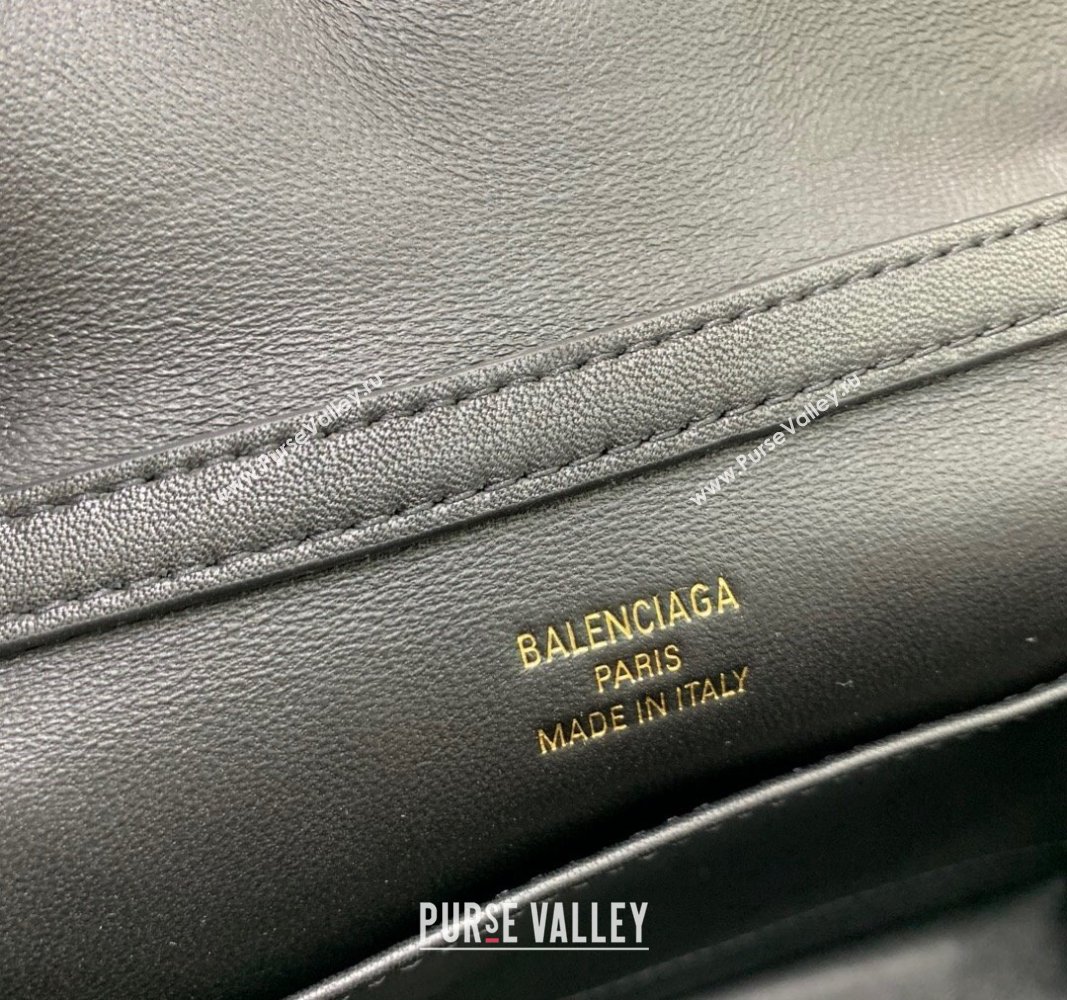 www.PurseValley.ru
www.PurseValley.ru
BALENCIAGA
PARIS
MADE IN ITALY
PURSE VALLEY